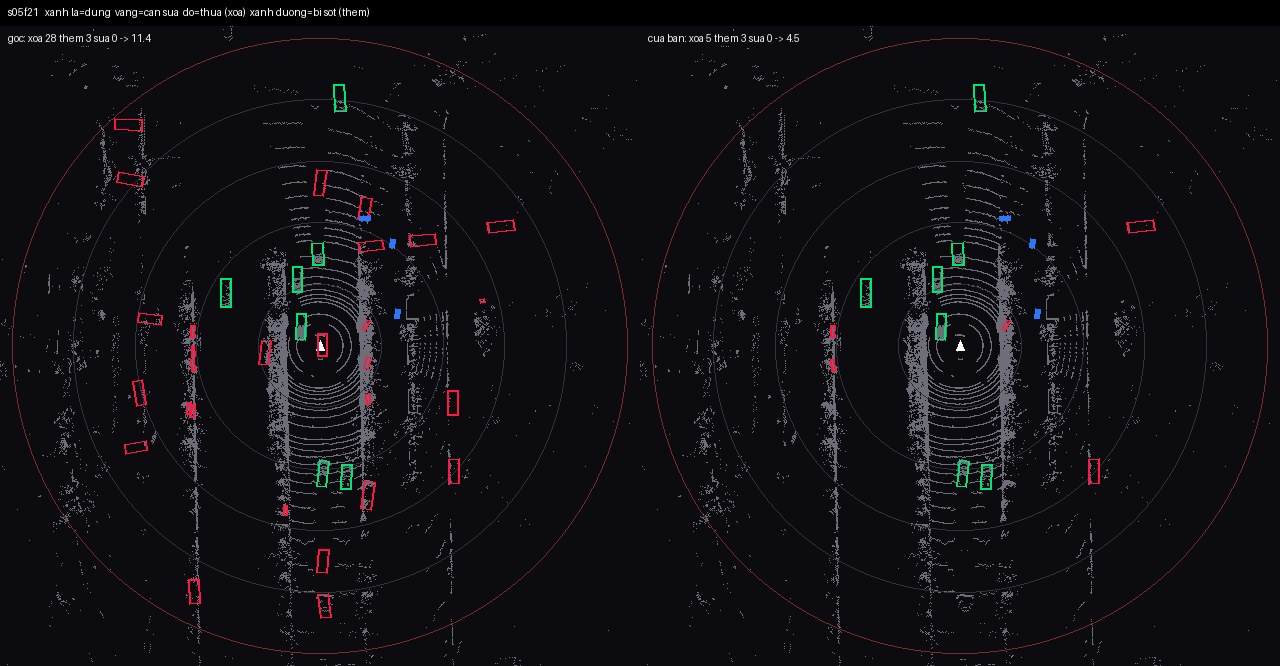 s05f21 xanh la=dung vang=can sua do=thua (xoa) xanh duong=bi sot (them)
goc: xoa 28 them 3 sua 0 -> 11.4
cua ban: xoa 5 them 3 sua 0 -> 4.5